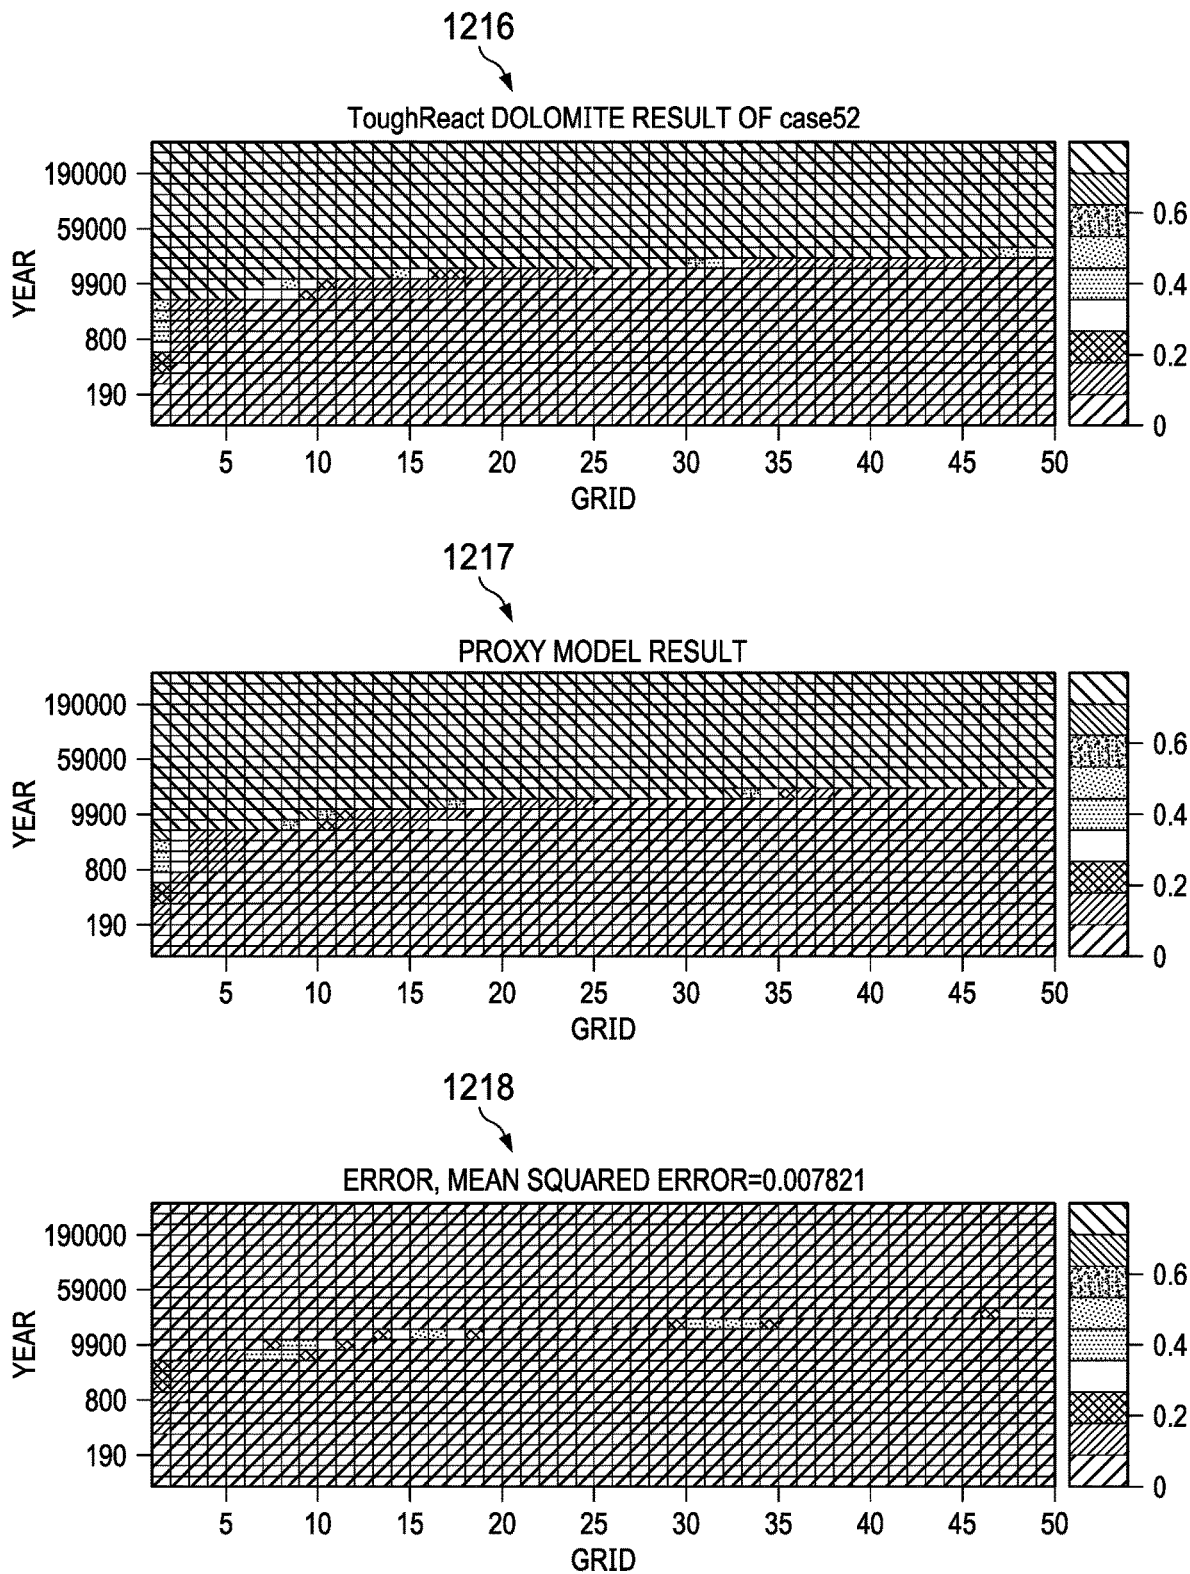 1216
ToughReact DOLOMITE RESULT OF case52
YEAR
190000
59000
9900
800
190
5 10 15 20 25 30 35 40 45 50
GRID
0.6
0.4
0.2
0
1217
PROXY MODEL RESULT
YEAR
190000
59000
9900
800
190
5 10 15 20 25 30 35 40 45 50
GRID
0.6
0.4
0.2
0
1218
ERROR, MEAN SQUARED ERROR=0.007821
YEAR
190000
59000
9900
800
190
5 10 15 20 25 30 35 40 45 50
GRID
0.6
0.4
0.2
0